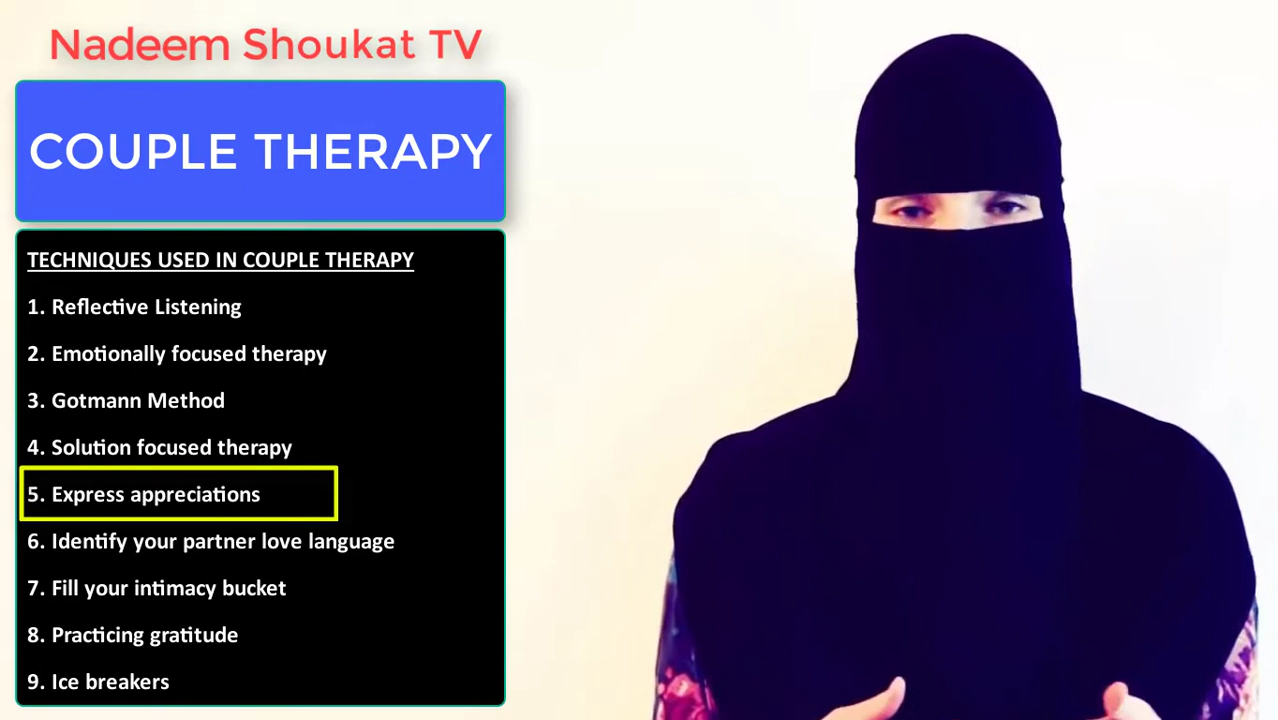 Nadeem Shoukat TV
COUPLE THERAPY
TECHNIQUES USED IN COUPLE THERAPY
1. Reflective Listening
2. Emotionally focused therapy
3. Gotmann Method
4. Solution focused therapy
5. Express appreciations
6. Identify your partner love language
7. Fill your intimacy bucket
8. Practicing gratitude
9. Ice breakers